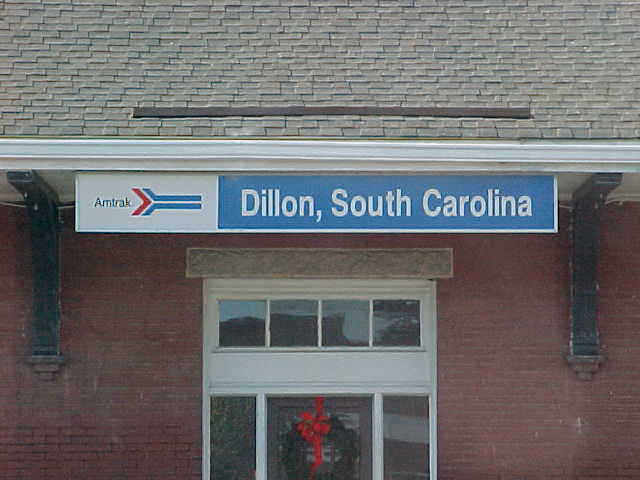 Amtrak
Dillon, South Carolina